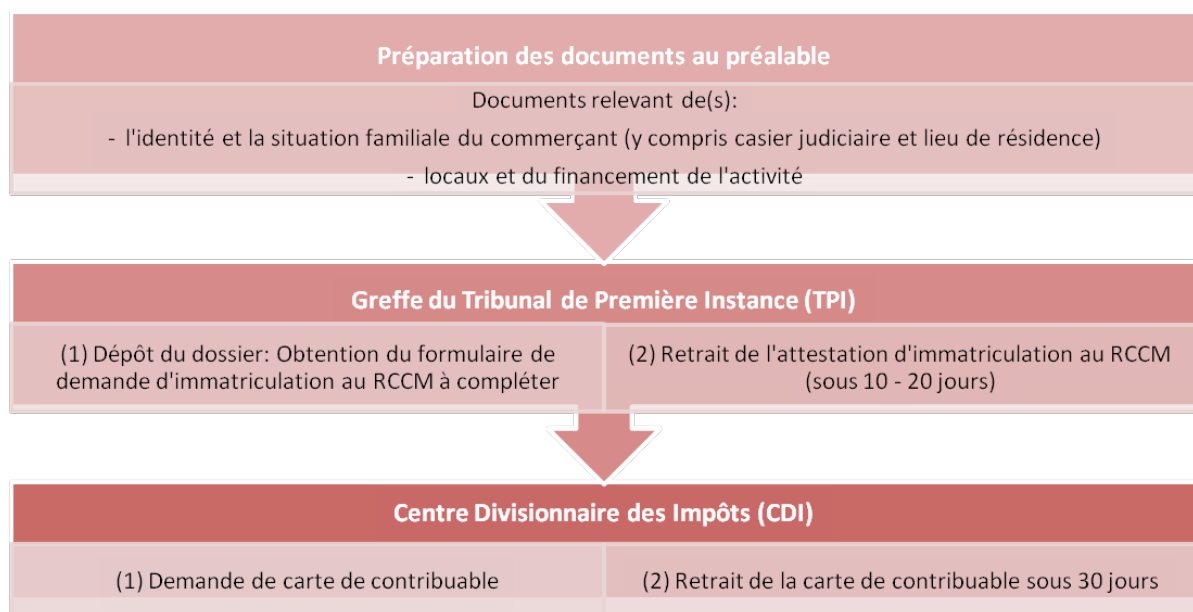 Préparation des documents au préalable
Documents relevant de(s):
- l'identité et la situation familiale du commerçant (y compris casier judiciaire et lieu de résidence)
- locaux et du financement de l'activité
Greffe du Tribunal de Première Instance (TPI)
(1) Dépôt du dossier: Obtention du formulaire de
demande d'immatriculation au RCCM à compléter
(2) Retrait de l'attestation d'immatriculation au RCCM
(sous 10 - 20 jours)
Centre Divisionnaire des Impôts (CDI)
(1) Demande de carte de contribuable
(2) Retrait de la carte de contribuable sous 30 jours